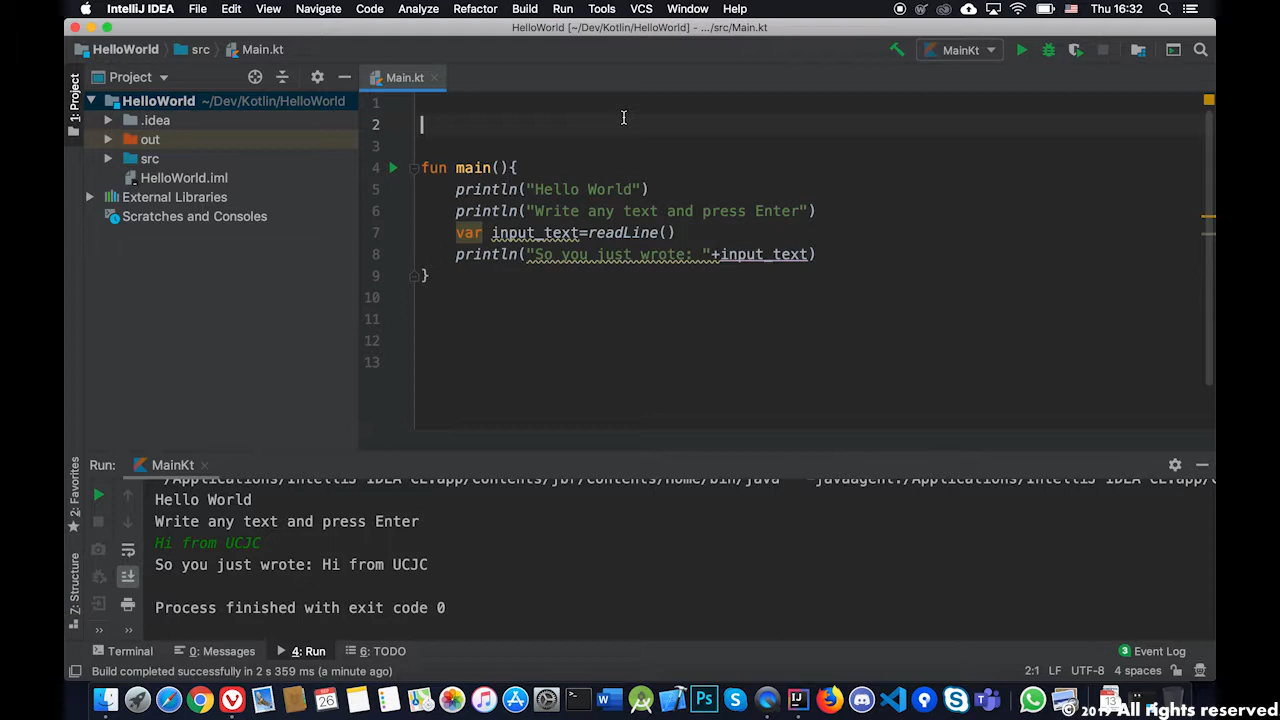 IntelliJ IDEA File Edit View Navigate Code Analyze Refactor Build Run Tools VCS Window Help Thu 16:32
HelloWorld [~/Dev/Kotlin/HelloWorld] - .../src/Main.kt
HelloWorld src Main.kt MainKt
1: Project
Project
Main.kt
HelloWorld ~/Dev/Kotlin/HelloWorld
.idea
out
src
HelloWorld.iml
External Libraries
Scratches and Consoles
1
2
3
4 fun main(){
5 println("Hello World")
6 println("Write any text and press Enter")
7 var input_text=readLine()
8 println("So you just wrote: "+input_text)
9 }
10
11
12
13
Run: MainKt
Hello World
Write any text and press Enter
Hi from UCJC
So you just wrote: Hi from UCJC
Process finished with exit code 0
2: Favorites
7: Structure
Terminal 0: Messages 4: Run 6: TODO 3 Event Log
Build completed successfully in 2 s 359 ms (a minute ago) 2:1 LF UTF-8 4 spaces
All rights reserved